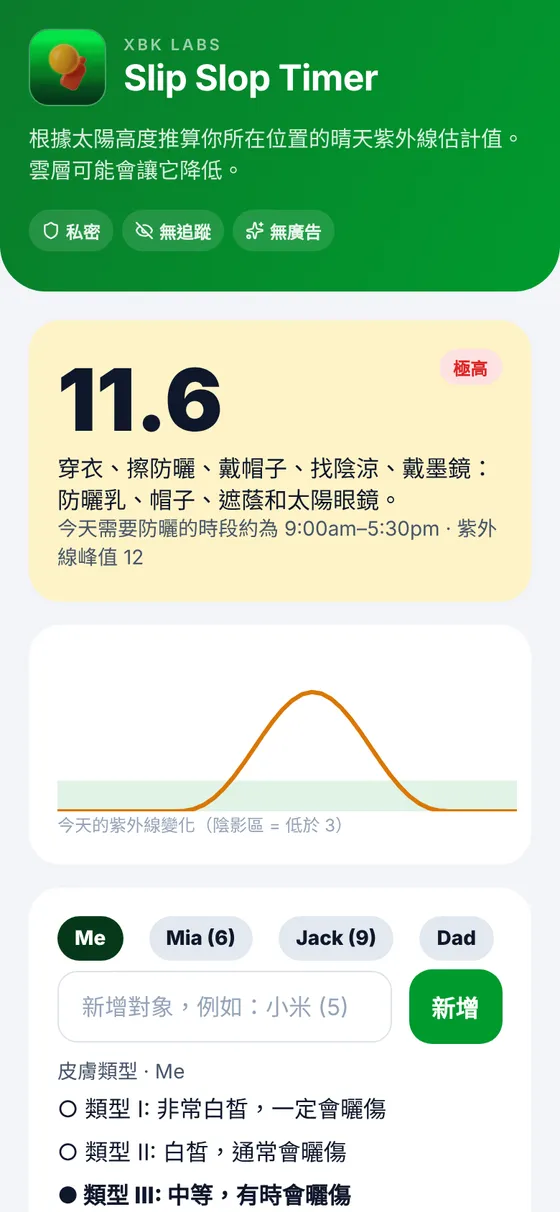 XBK LABS
Slip Slop Timer
根據太陽高度推算你所在位置的晴天紫外線估計值。
雲層可能會讓它降低。
私密
無追蹤
無廣告
11.6
極高
穿衣、擦防曬、戴帽子、找陰涼、戴墨鏡：
防曬乳、帽子、遮蔭和太陽眼鏡。
今天需要防曬的時段約為 9:00am–5:30pm · 紫外
線峰值 12
今天的紫外線變化（陰影區 = 低於 3）
Me
Mia (6)
Jack (9)
Dad
新增對象，例如：小米 (5)
新增
皮膚類型 · Me
類型 I: 非常白皙，一定會曬傷
類型 II: 白皙，通常會曬傷
類型 III: 中等，有時會曬傷